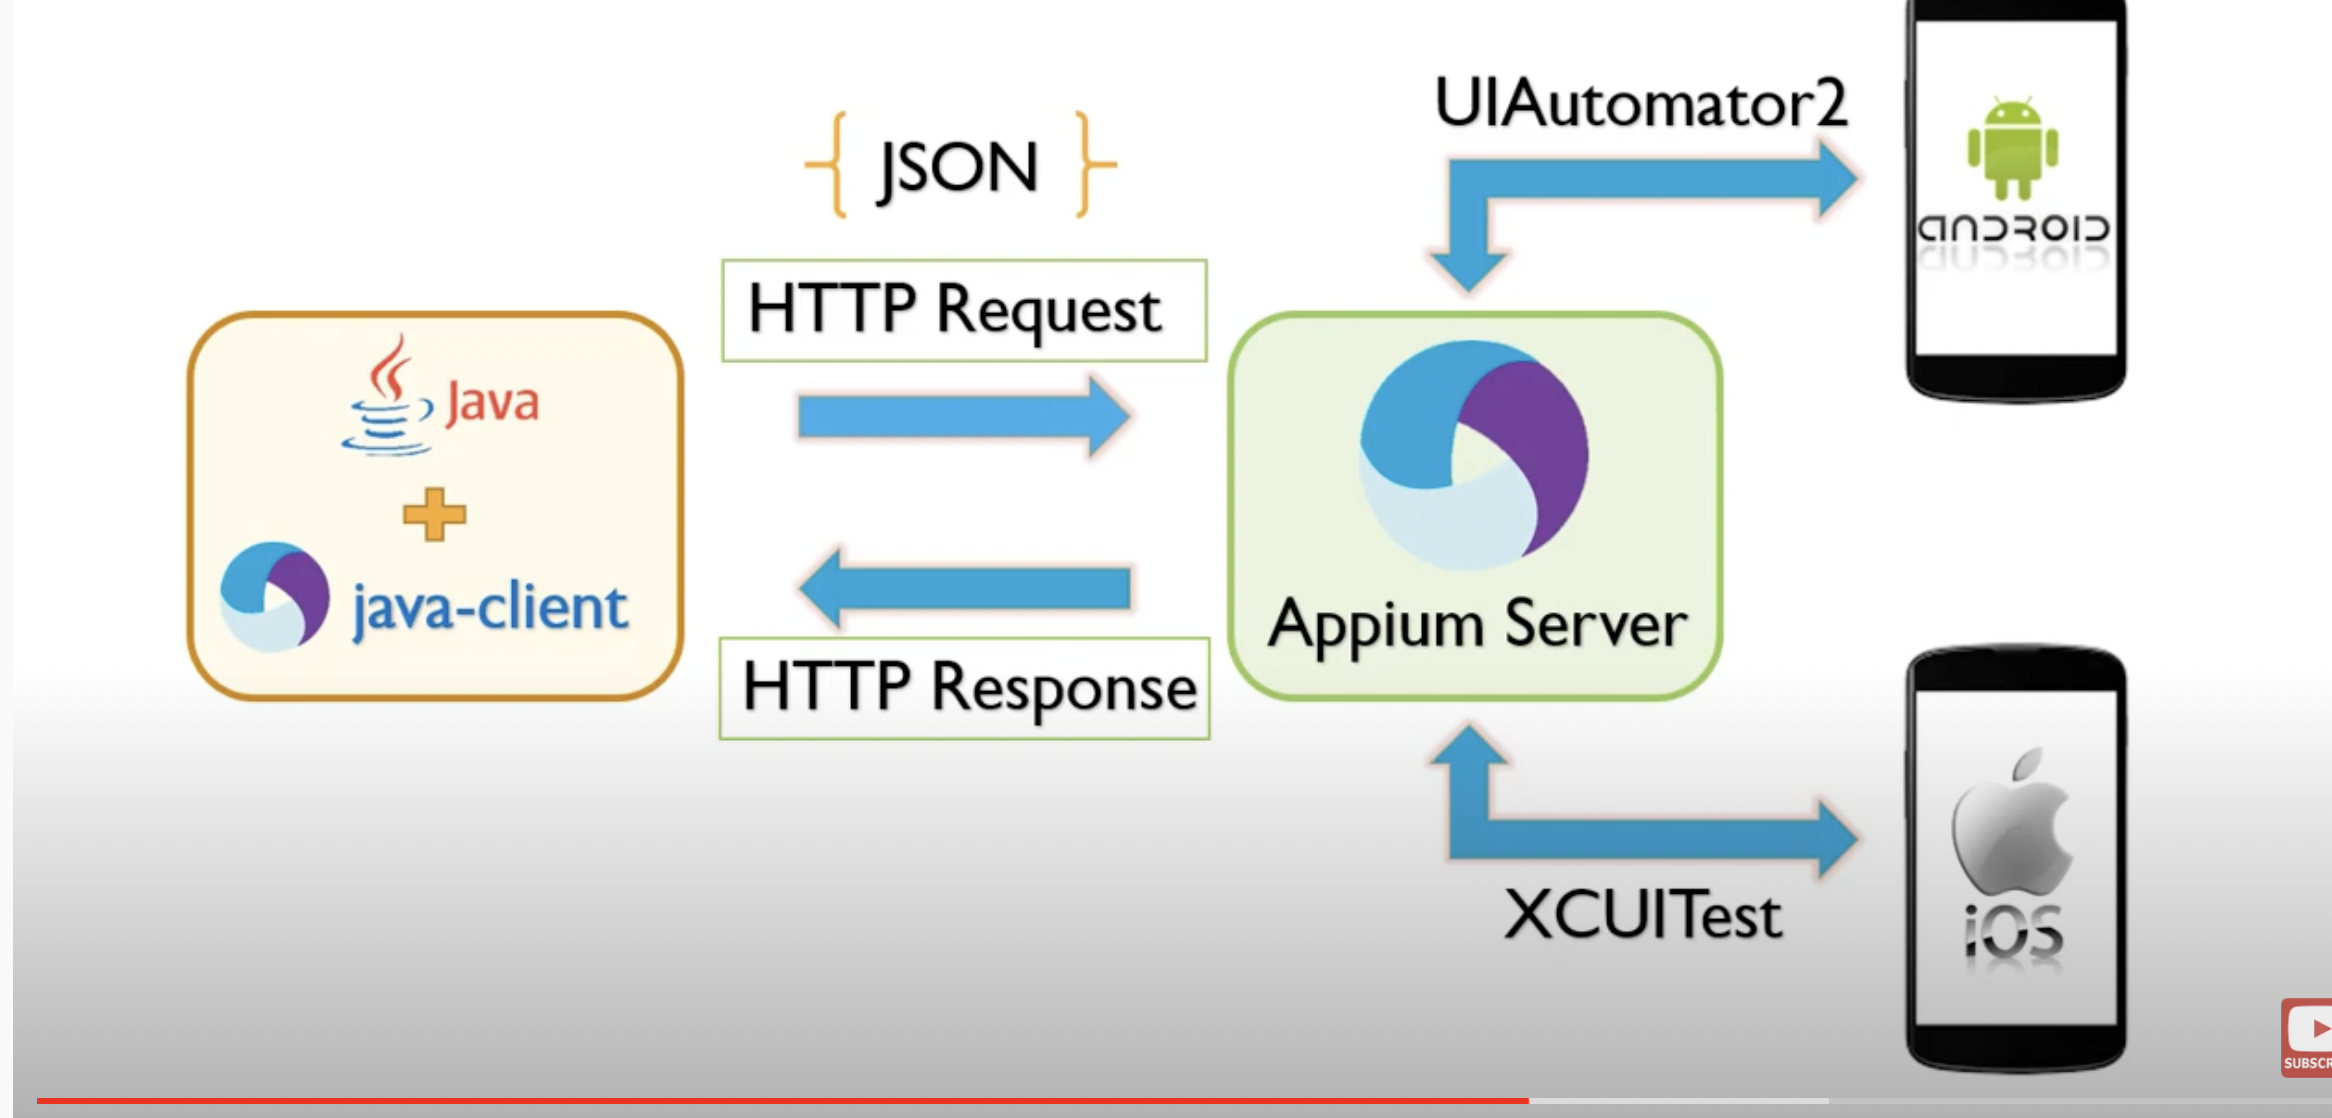 UIAutomator2
{ JSON }
ANDROID
HTTP Request
Java
java-client
Appium Server
HTTP Response
XCUITest
iOS